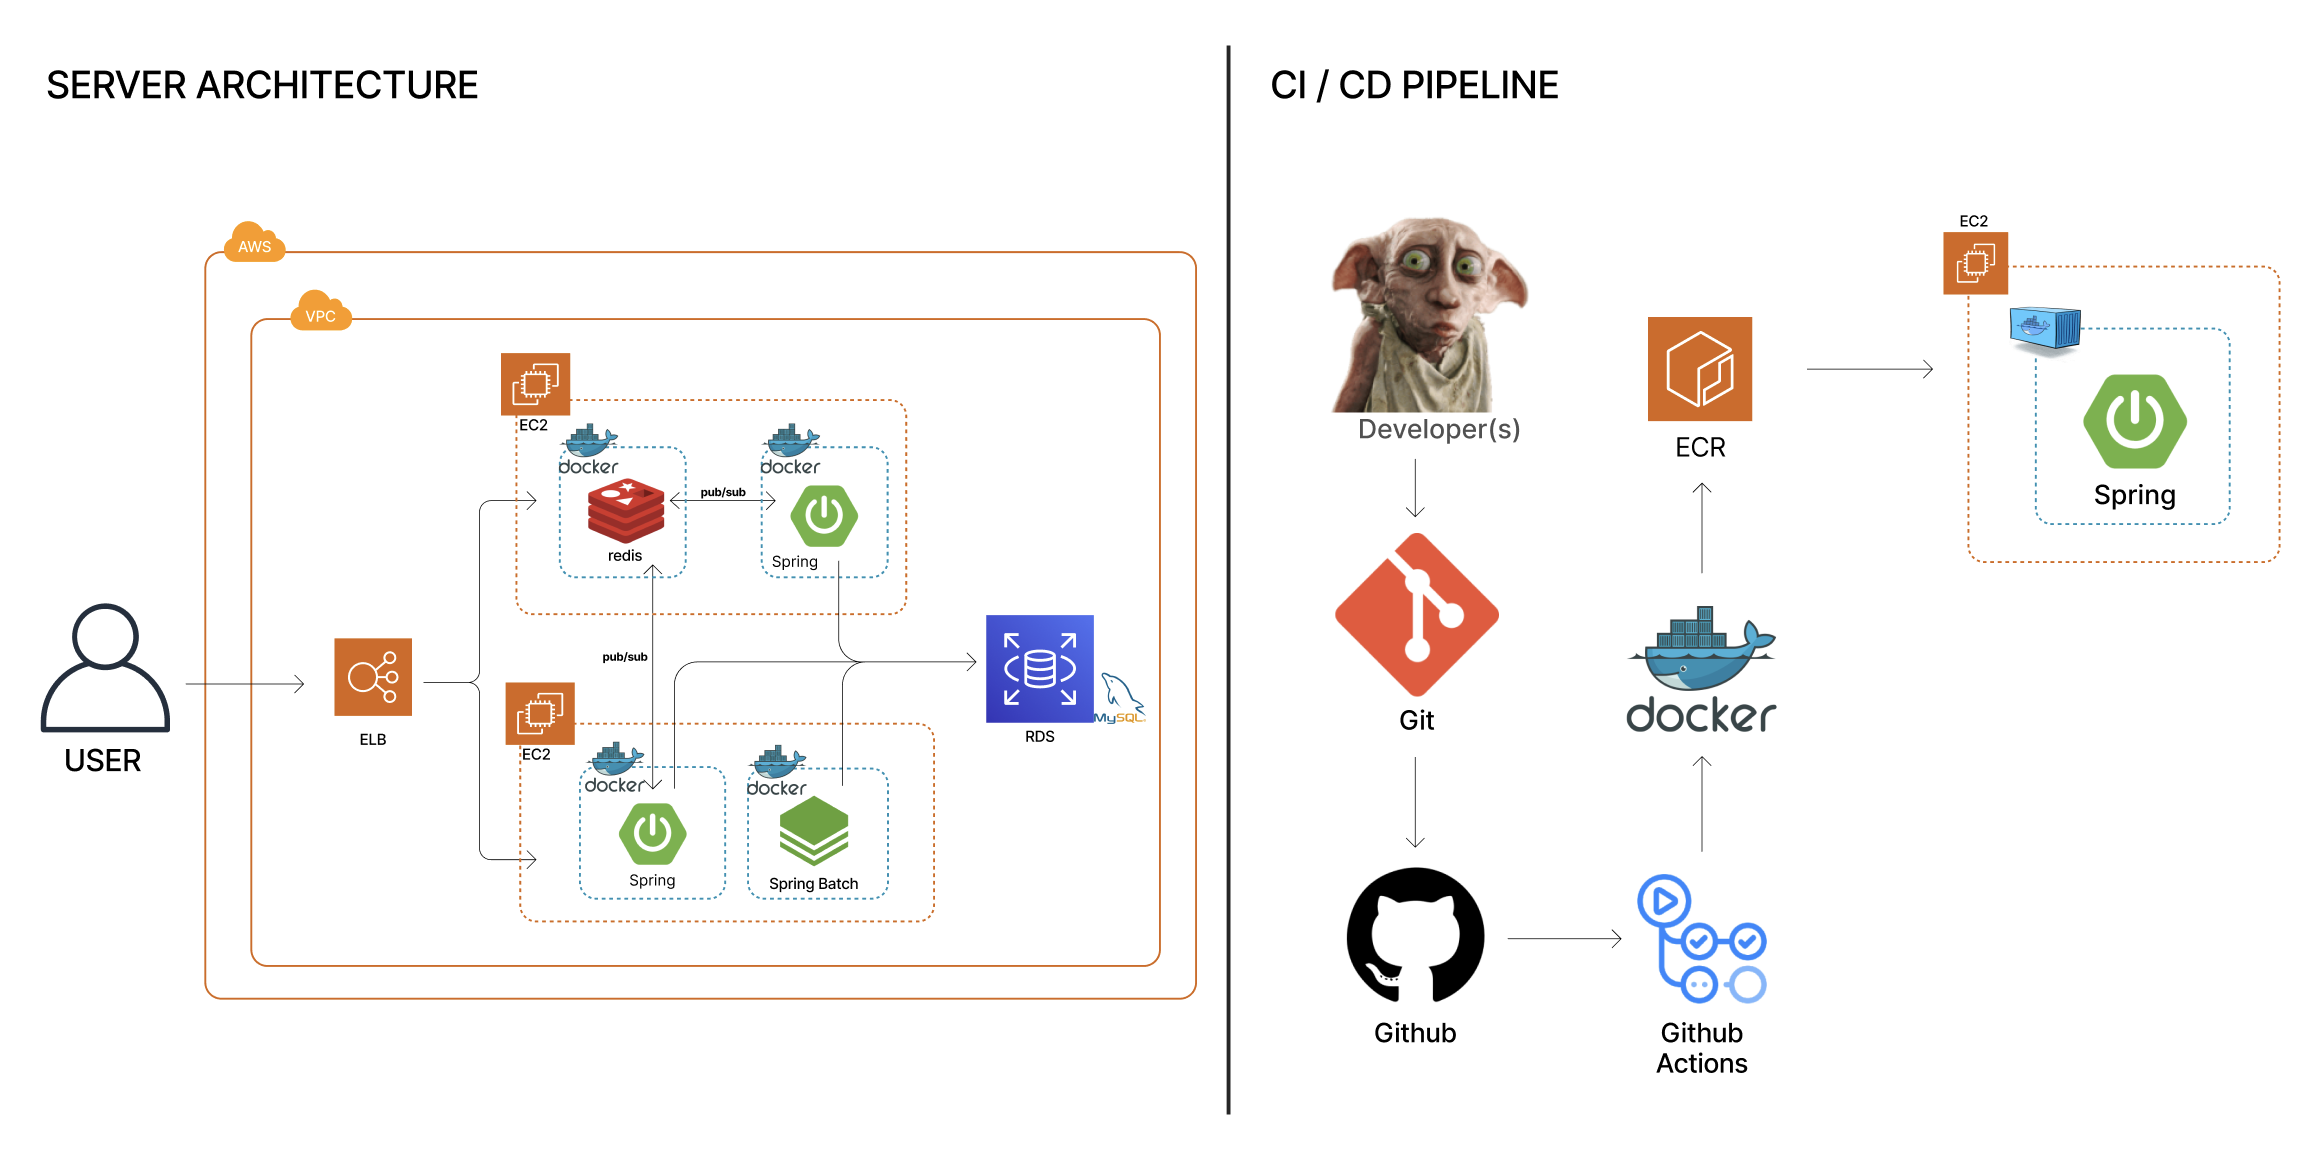 SERVER ARCHITECTURE
AWS
VPC
EC2
docker
docker
pub/sub
redis
Spring
pub/sub
USER
ELB
EC2
docker
docker
Spring
Spring Batch
RDS
MySQL
CI / CD PIPELINE
Developer(s)
Git
Github
Github
Actions
docker
ECR
EC2
Spring